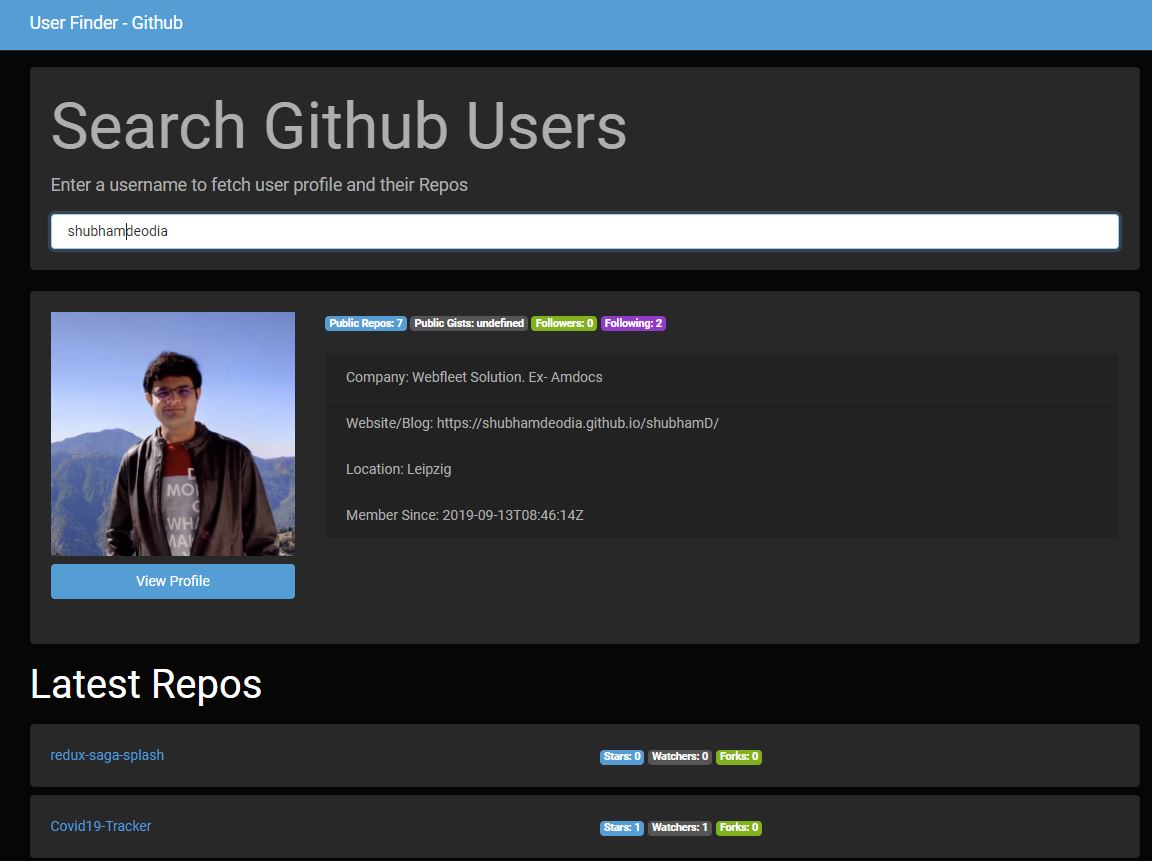 User Finder - Github
Search Github Users
Enter a username to fetch user profile and their Repos
shubhamdeodia
Public Repos: 7 Public Gists: undefined Followers: 0 Following: 2
Company: Webfleet Solution. Ex- Amdocs
Website/Blog: https://shubhamdeodia.github.io/shubhamD/
Location: Leipzig
Member Since: 2019-09-13T08:46:14Z
MO
WHA
MAK
View Profile
Latest Repos
redux-saga-splash Stars: 0 Watchers: 0 Forks: 0
Covid19-Tracker Stars: 1 Watchers: 1 Forks: 0